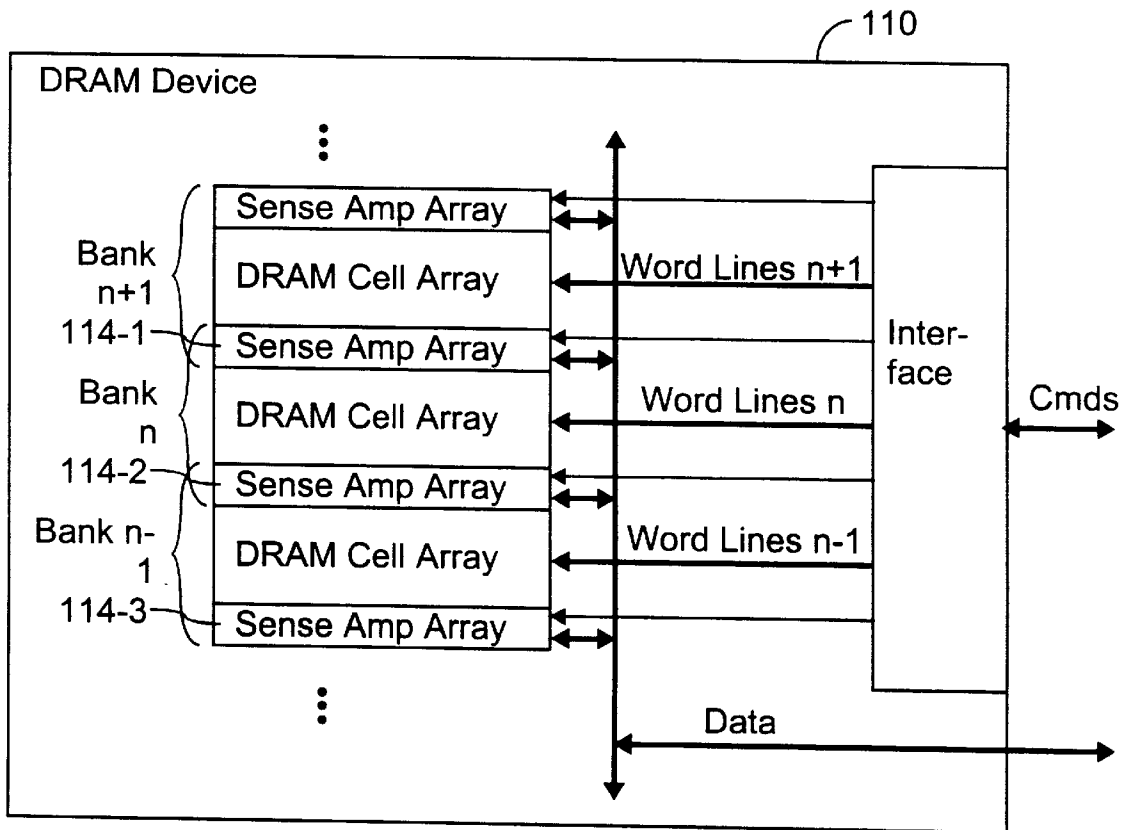 110
DRAM Device
Sense Amp Array
Bank
n+1
DRAM Cell Array
Word Lines n+1
114-1
Sense Amp Array
Inter-
face
Bank
n
DRAM Cell Array
Word Lines n
Cmds
114-2
Sense Amp Array
Bank n-
1
DRAM Cell Array
Word Lines n-1
114-3
Sense Amp Array
Data